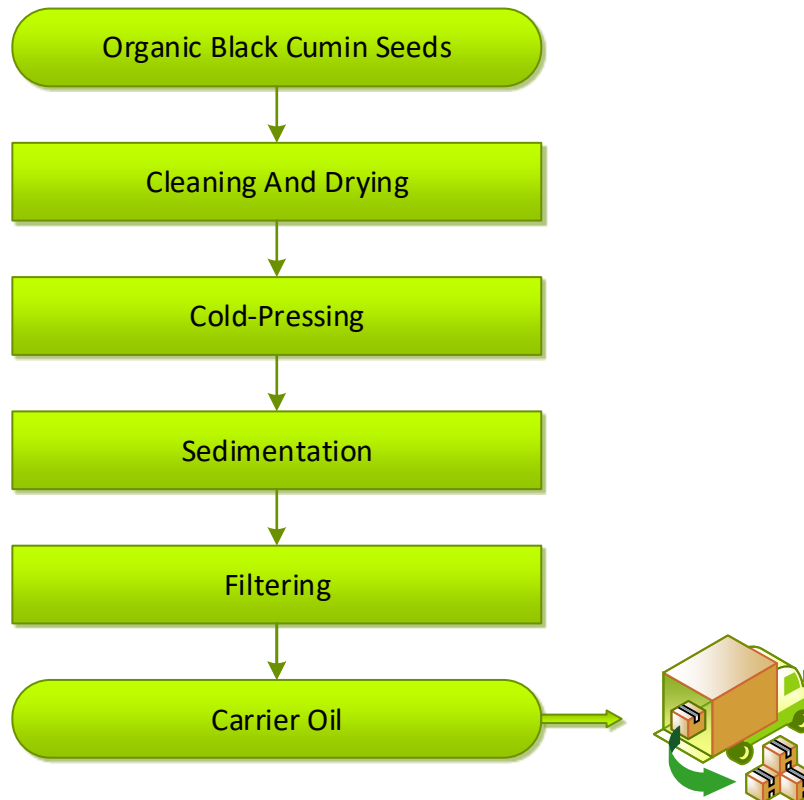 Organic Black Cumin Seeds
Cleaning And Drying
Cold-Pressing
Sedimentation
Filtering
Carrier Oil